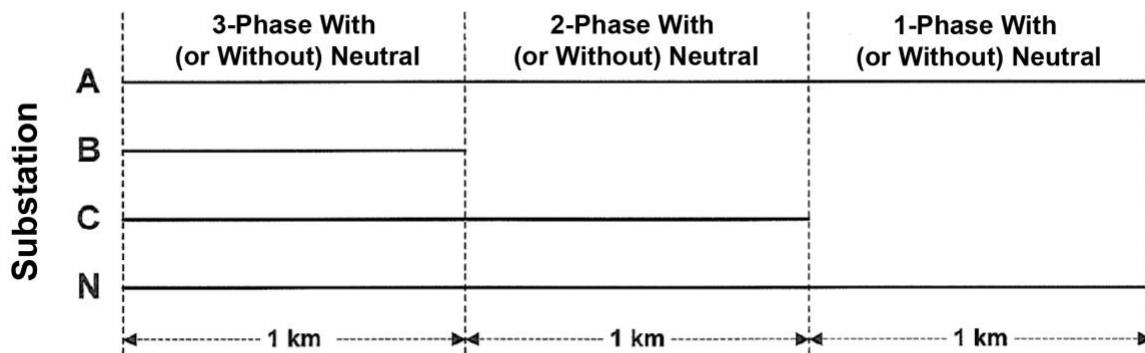 3-Phase With
(or Without) Neutral
2-Phase With
(or Without) Neutral
1-Phase With
(or Without) Neutral
Substation
A
B
C
N
1 km
1 km
1 km